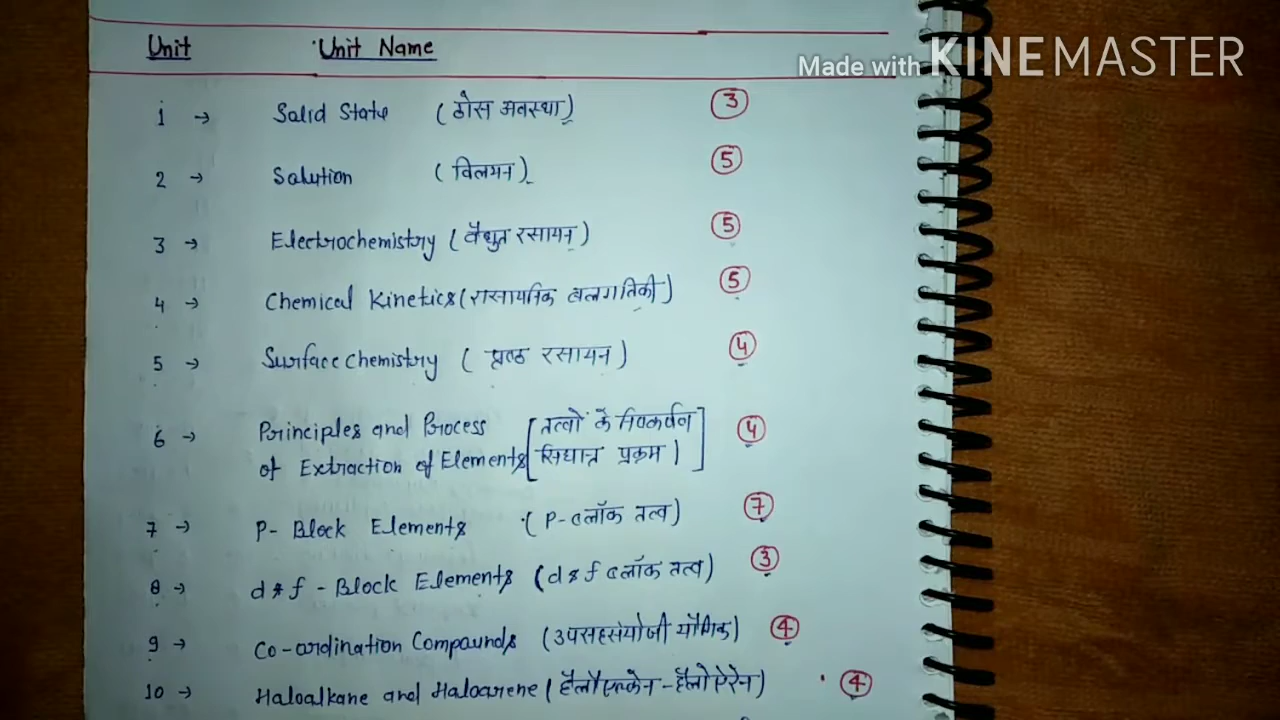 Unit Unit Name
Made with KINEMASTER
1 → Solid State (ठोस अवस्था) 3
2 → Solution (विलयन) 5
3 → Electrochemistry (वैधुत रसायन) 5
4 → Chemical Kinetics (रासायनिक बलगतिकी) 5
5 → Surface Chemistry (प्रष्ठ रसायन) 4
6 → Principles and Process [तत्वों के निष्कर्षण 4
of Extraction of Elements सिधान्त प्रक्रम)]
7 → P- Block Elements (P-ब्लॉक तत्व) 7
8 → d & f - Block Elements (d & f ब्लॉक तत्व) 3
9 → Co-ordination Compounds (उपसहसंयोजी यौगिक) 4
10 → Haloalkane and Haloarene (हैलौएल्केन-हैलोऐरेन) 4